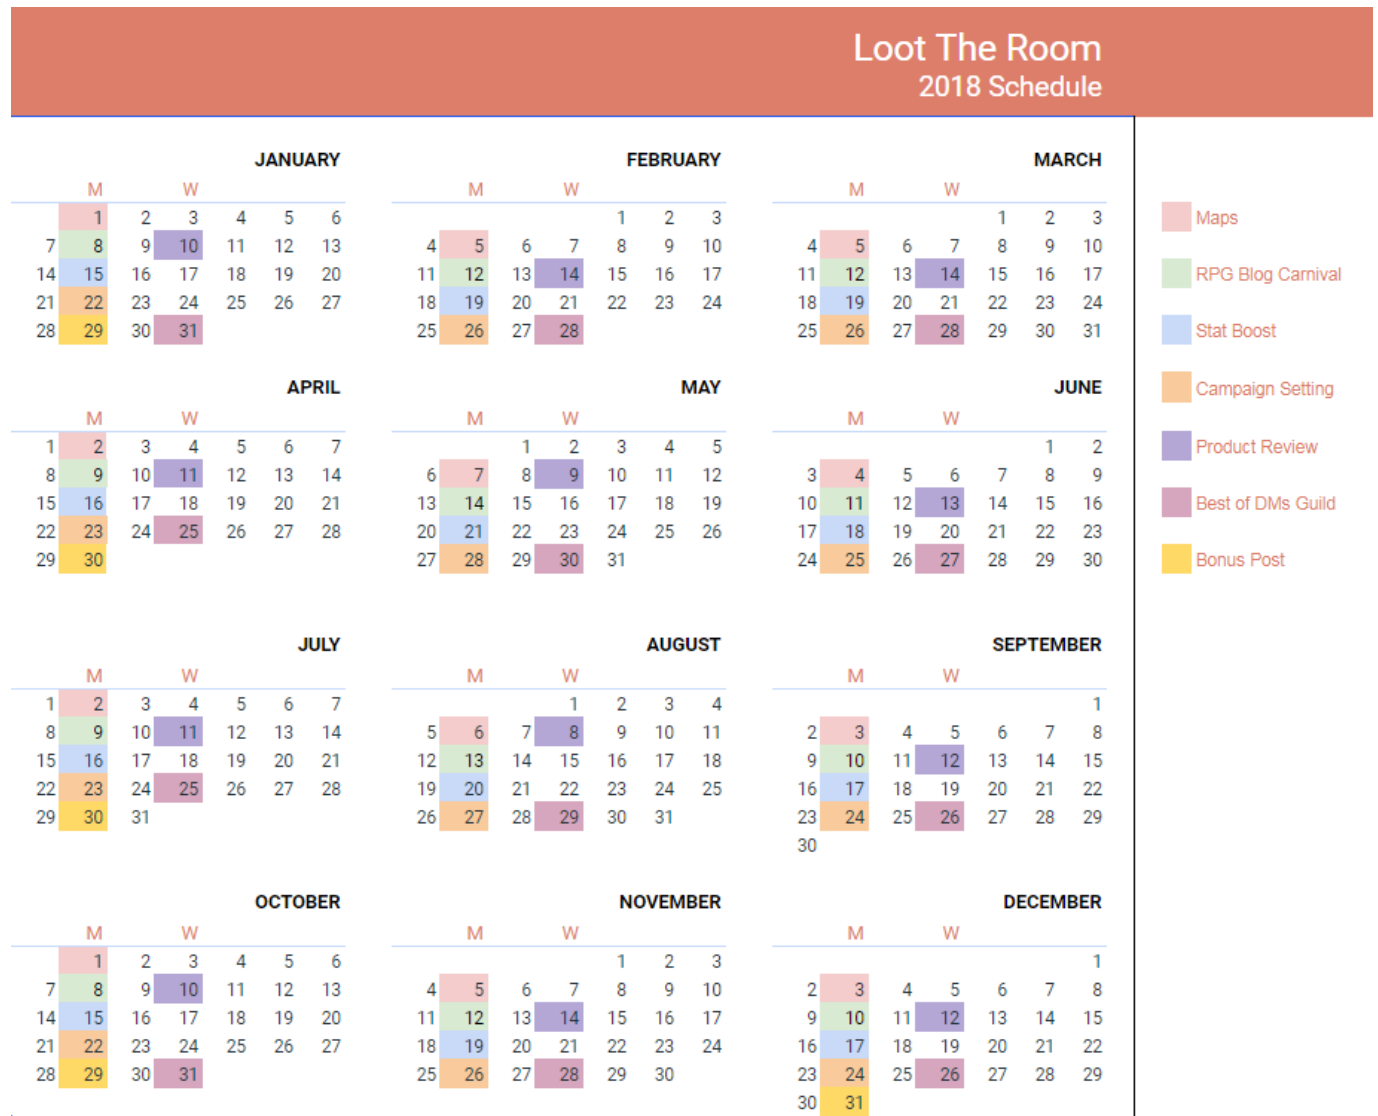 Loot The Room
2018 Schedule
JANUARY FEBRUARY MARCH
M W M W M W
1 2 3 4 5 6 1 2 3 1 2 3 Maps
7 8 9 10 11 12 13 4 5 6 7 8 9 10 4 5 6 7 8 9 10
14 15 16 17 18 19 20 11 12 13 14 15 16 17 11 12 13 14 15 16 17 RPG Blog Carnival
21 22 23 24 25 26 27 18 19 20 21 22 23 24 18 19 20 21 22 23 24
28 29 30 31 25 26 27 28 25 26 27 28 29 30 31 Stat Boost
APRIL MAY JUNE Campaign Setting
M W M W M W
1 2 3 4 5 6 7 1 2 3 4 5 1 2 Product Review
8 9 10 11 12 13 14 6 7 8 9 10 11 12 3 4 5 6 7 8 9
15 16 17 18 19 20 21 13 14 15 16 17 18 19 10 11 12 13 14 15 16 Best of DMs Guild
22 23 24 25 26 27 28 20 21 22 23 24 25 26 17 18 19 20 21 22 23
29 30 27 28 29 30 31 24 25 26 27 28 29 30 Bonus Post
JULY AUGUST SEPTEMBER
M W M W M W
1 2 3 4 5 6 7 1 2 3 4 1
8 9 10 11 12 13 14 5 6 7 8 9 10 11 2 3 4 5 6 7 8
15 16 17 18 19 20 21 12 13 14 15 16 17 18 9 10 11 12 13 14 15
22 23 24 25 26 27 28 19 20 21 22 23 24 25 16 17 18 19 20 21 22
29 30 31 26 27 28 29 30 31 23 24 25 26 27 28 29
30
OCTOBER NOVEMBER DECEMBER
M W M W M W
1 2 3 4 5 6 1 2 3 1
7 8 9 10 11 12 13 4 5 6 7 8 9 10 2 3 4 5 6 7 8
14 15 16 17 18 19 20 11 12 13 14 15 16 17 9 10 11 12 13 14 15
21 22 23 24 25 26 27 18 19 20 21 22 23 24 16 17 18 19 20 21 22
28 29 30 31 25 26 27 28 29 30 23 24 25 26 27 28 29
30 31